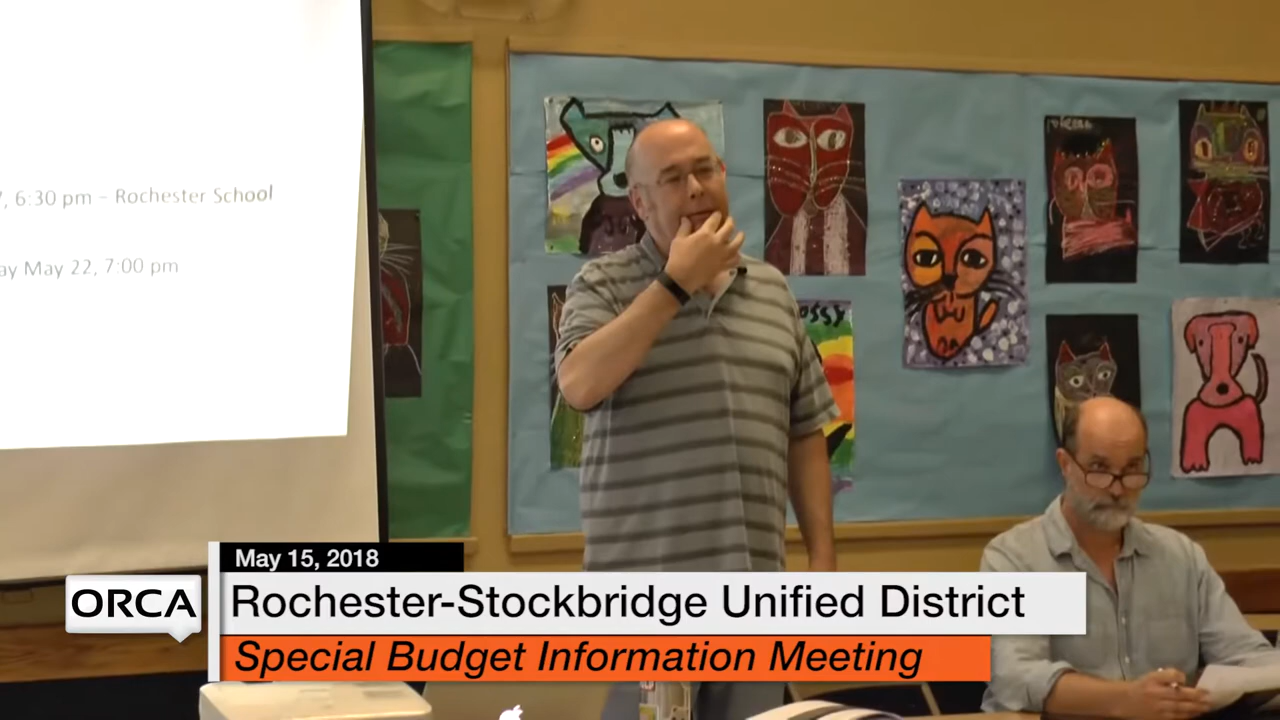 , 6:30 pm – Rochester School
ay May 22, 7:00 pm
OSSY
May 15, 2018
ORCA
Rochester-Stockbridge Unified District
Special Budget Information Meeting